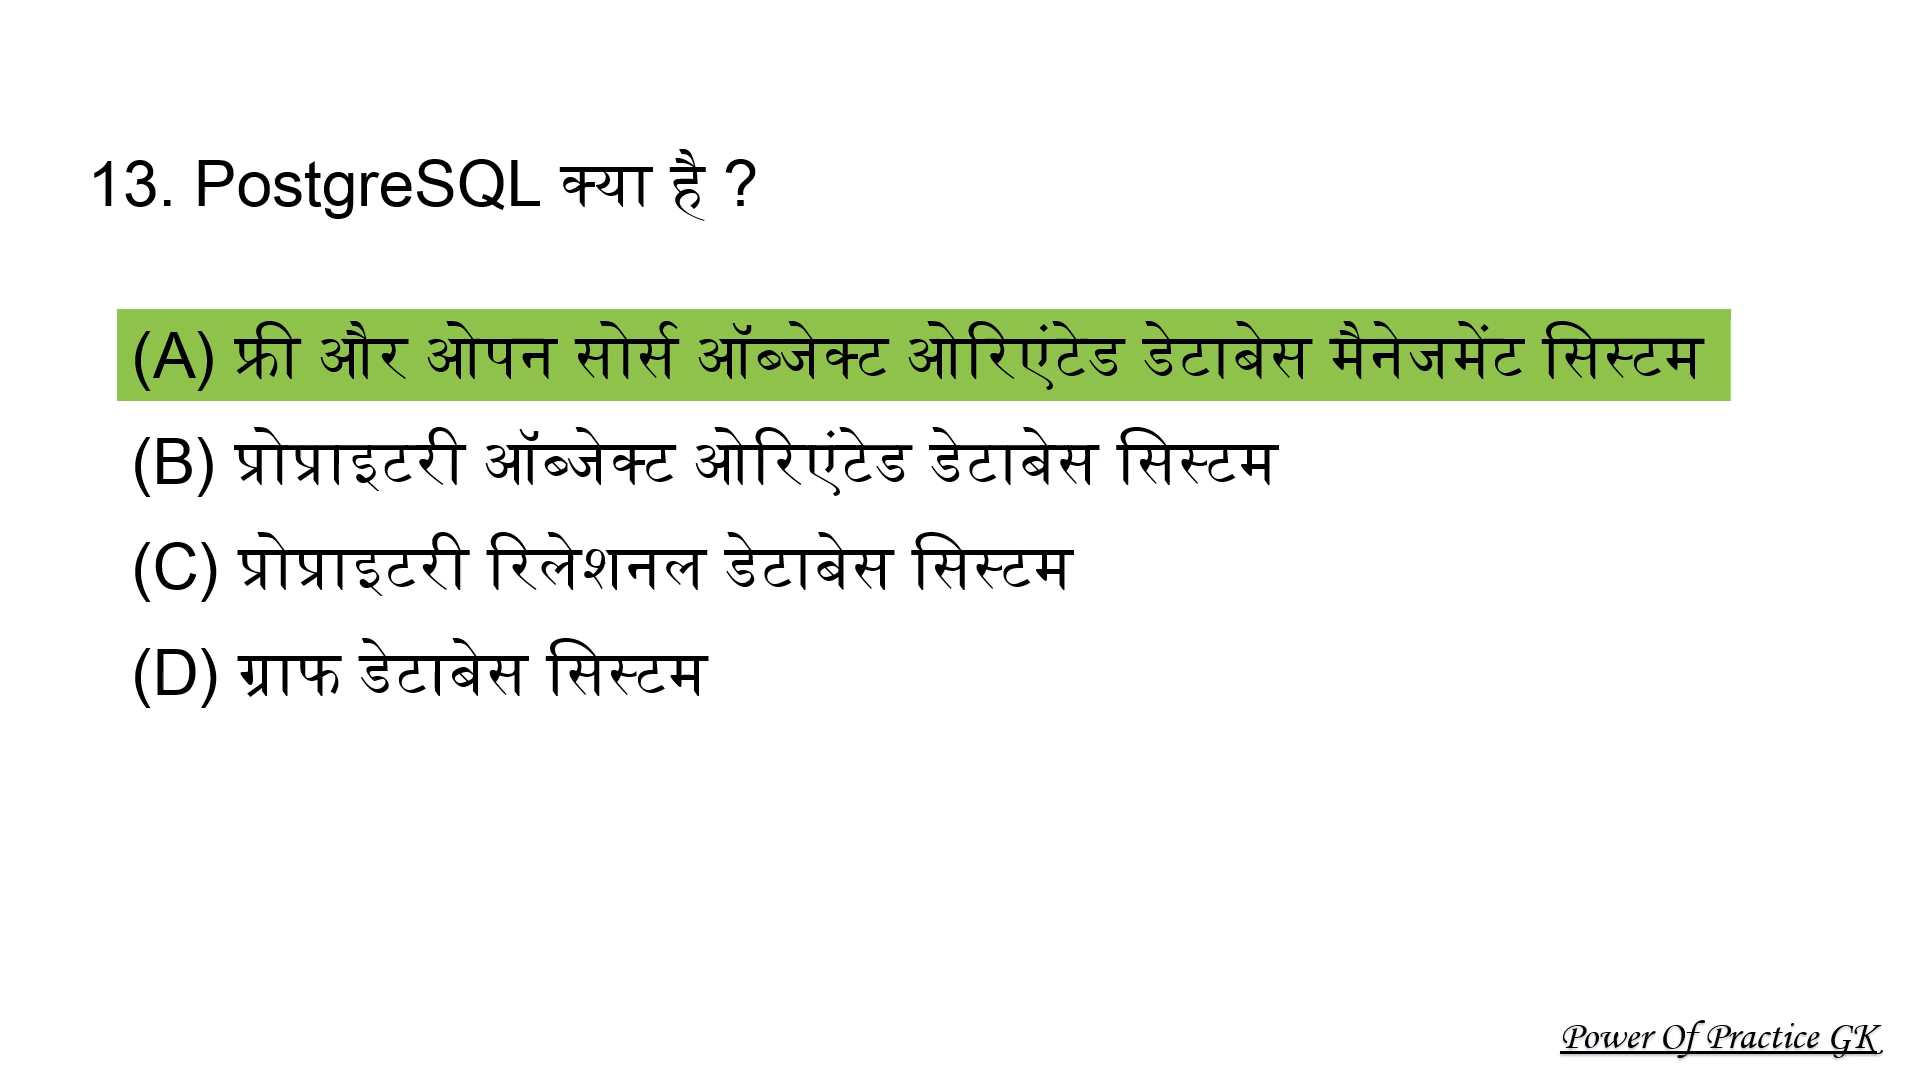 13. PostgreSQL क्या है ?
(A) फ्री और ओपन सोर्स ऑब्जेक्ट ओरिएंटेड डेटाबेस मैनेजमेंट सिस्टम
(B) प्रोप्राइटरी ऑब्जेक्ट ओरिएंटेड डेटाबेस सिस्टम
(C) प्रोप्राइटरी रिलेशनल डेटाबेस सिस्टम
(D) ग्राफ डेटाबेस सिस्टम
Power Of Practice GK